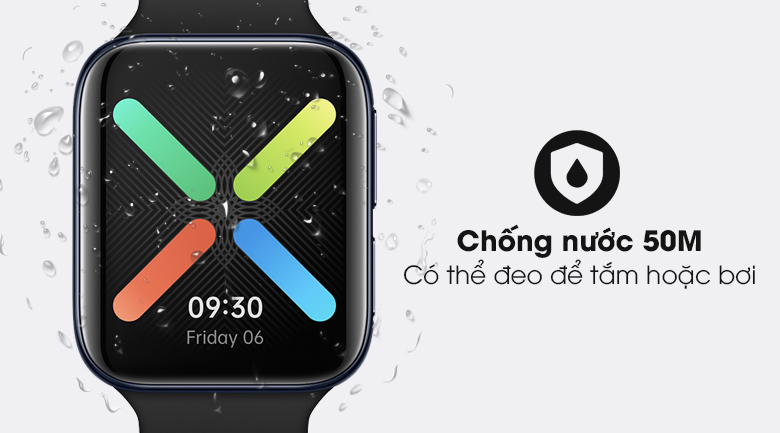 09:30
Friday 06
Chống nước 50M
Có thể đeo để tắm hoặc bơi